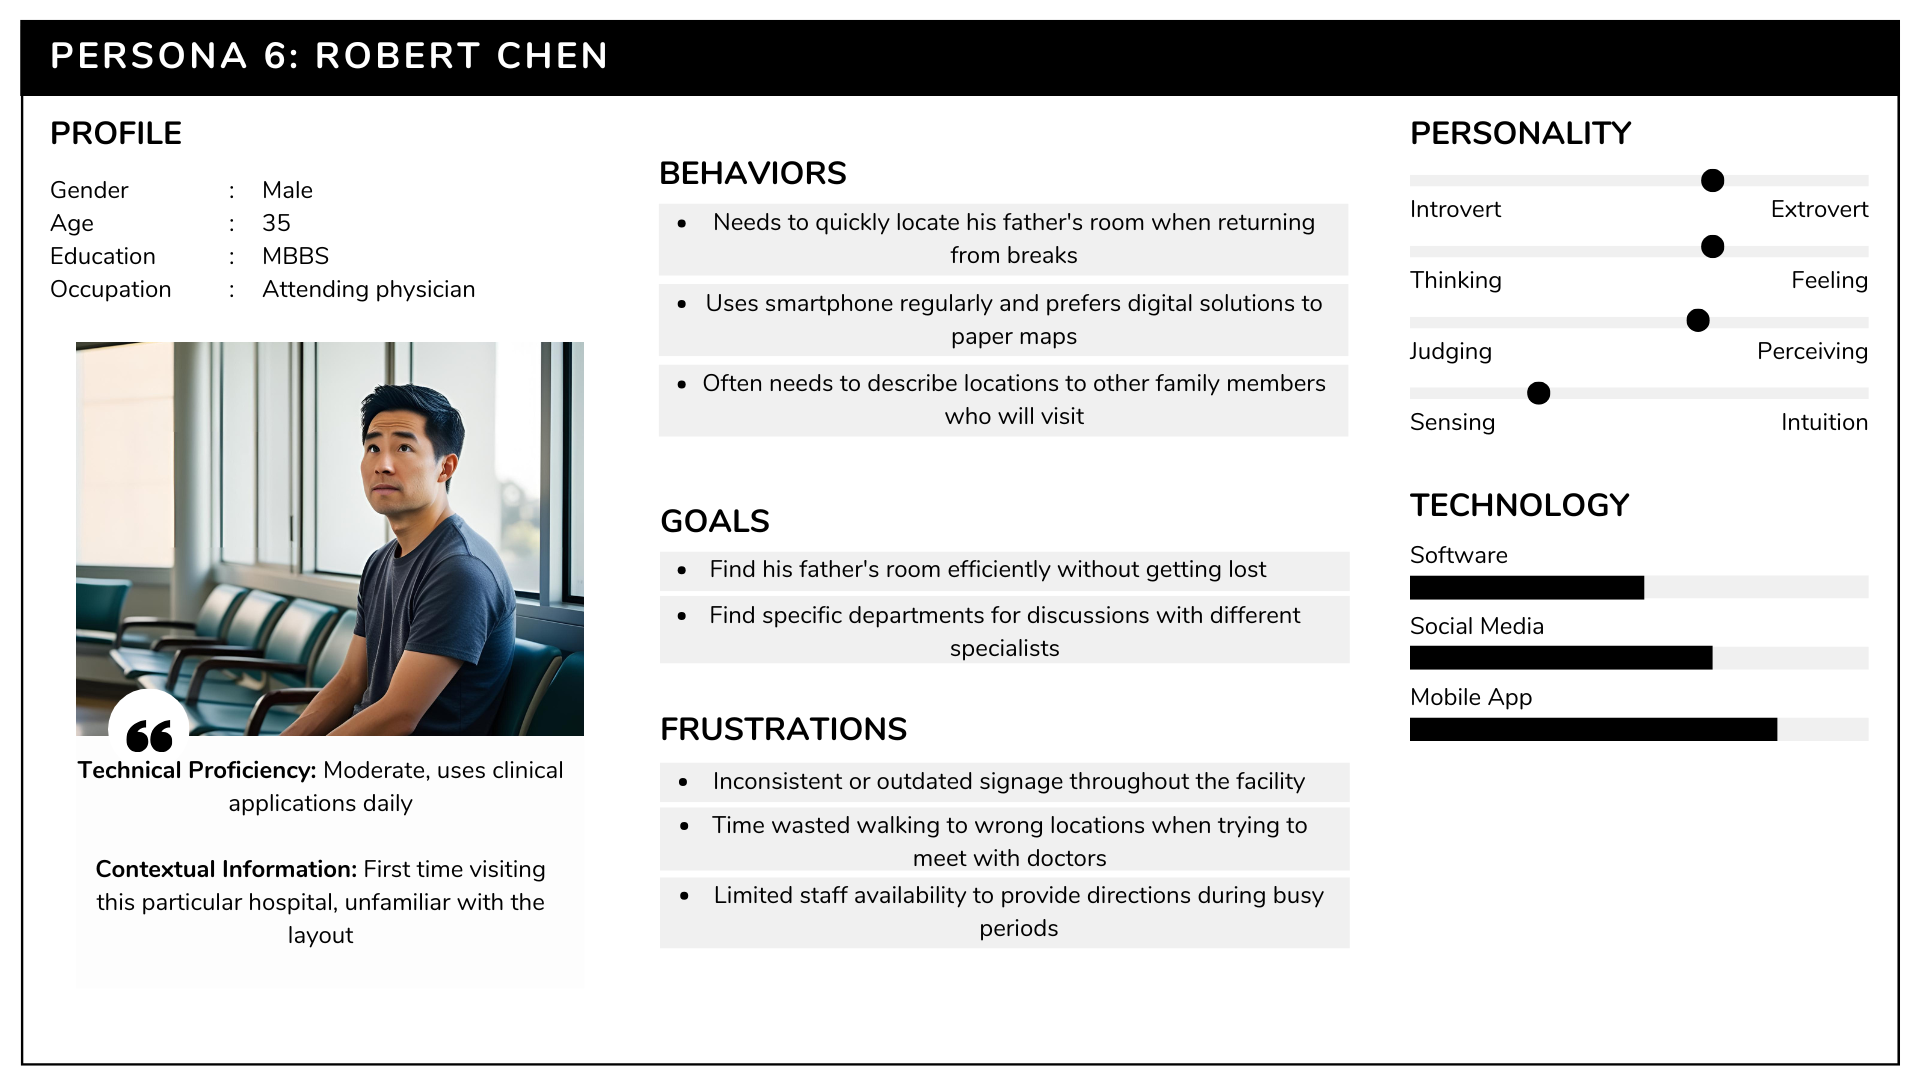 PERSONA 6: ROBERT CHEN
PROFILE
Gender : Male
Age : 35
Education : MBBS
Occupation : Attending physician
❝
Technical Proficiency: Moderate, uses clinical
applications daily
Contextual Information: First time visiting
this particular hospital, unfamiliar with the
layout
BEHAVIORS
• Needs to quickly locate his father's room when returning
from breaks
• Uses smartphone regularly and prefers digital solutions to
paper maps
• Often needs to describe locations to other family members
who will visit
GOALS
• Find his father's room efficiently without getting lost
• Find specific departments for discussions with different
specialists
FRUSTRATIONS
• Inconsistent or outdated signage throughout the facility
• Time wasted walking to wrong locations when trying to
meet with doctors
• Limited staff availability to provide directions during busy
periods
PERSONALITY
Introvert Extrovert
Thinking Feeling
Judging Perceiving
Sensing Intuition
TECHNOLOGY
Software
Social Media
Mobile App